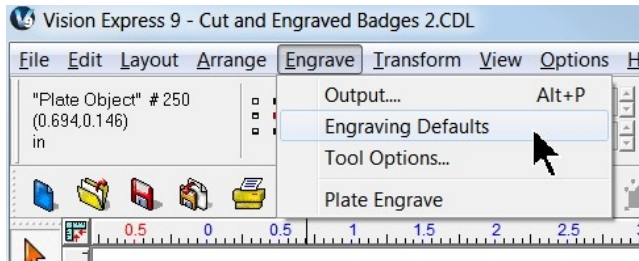 Vision Express 9 - Cut and Engraved Badges 2.CDL
File Edit Layout Arrange Engrave Transform View Options
"Plate Object" # 250
(0.694,0.146)
in
Output.... Alt+P
Engraving Defaults
Tool Options...
Plate Engrave
0.5 0 0.5 1 1.5 2 2.5